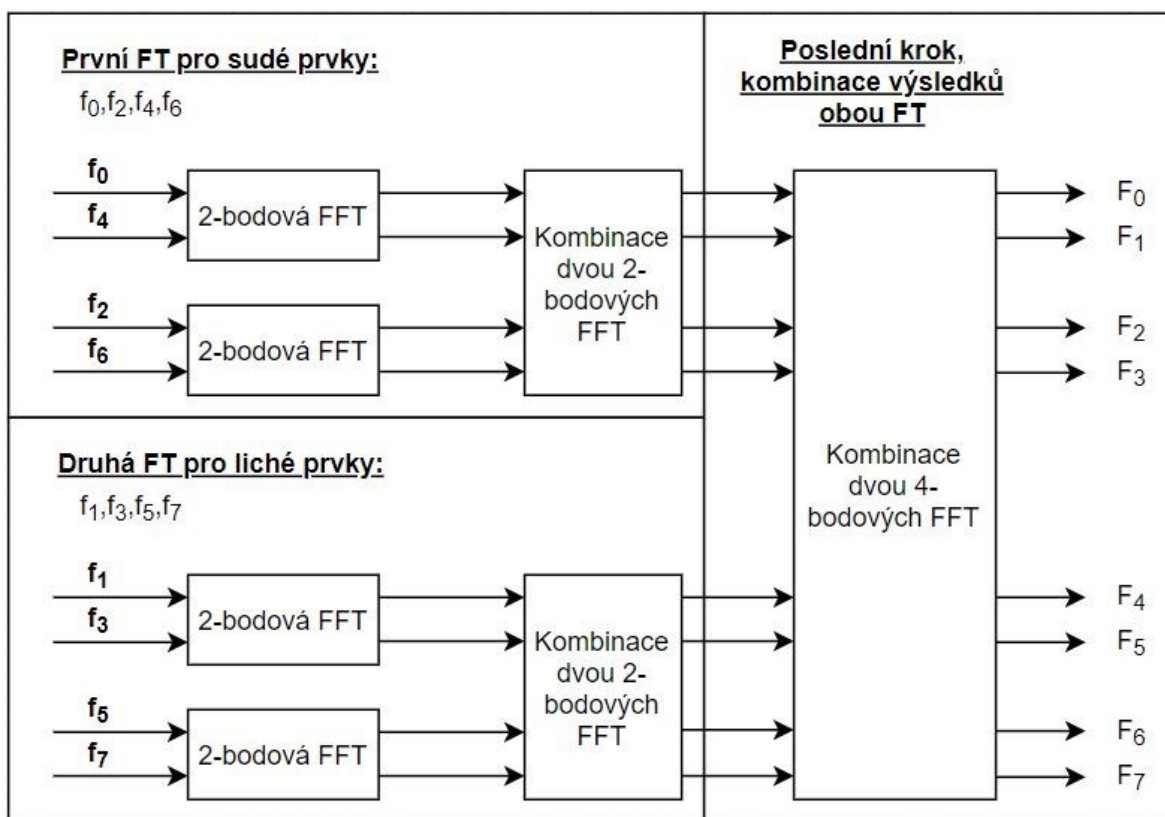 První FT pro sudé prvky:
f0,f2,f4,f6
f0
f4
2-bodová FFT
f2
f6
2-bodová FFT
Kombinace
dvou 2-
bodových
FFT
Druhá FT pro liché prvky:
f1,f3,f5,f7
f1
f3
2-bodová FFT
f5
f7
2-bodová FFT
Kombinace
dvou 2-
bodových
FFT
Poslední krok,
kombinace výsledků
obou FT
Kombinace
dvou 4-
bodových FFT
F0
F1
F2
F3
F4
F5
F6
F7